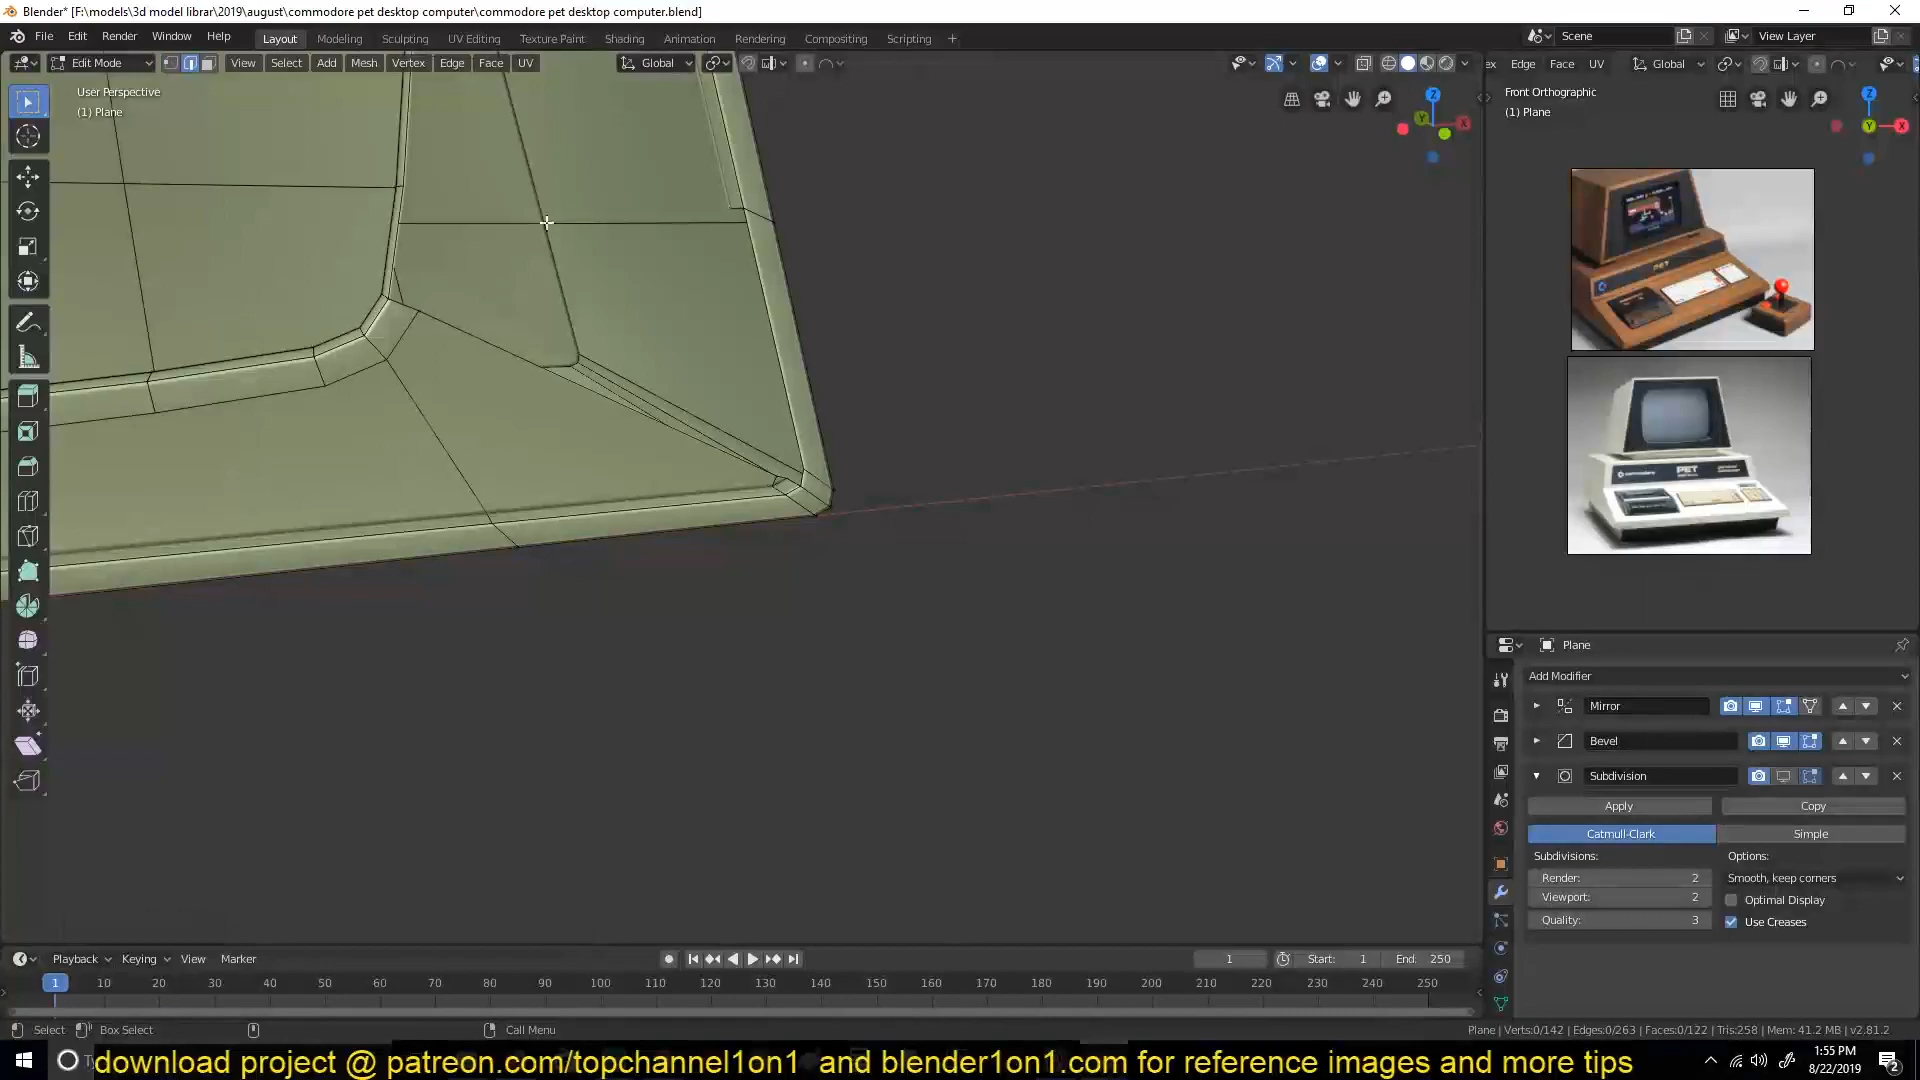 Blender* [F:\models\3d model librar\2019\august\commodore pet desktop computer\commodore pet desktop computer.blend]
File Edit Render Window Help Layout Modeling Sculpting UV Editing Texture Paint Shading Animation Rendering Compositing Scripting Scene View Layer
Edit Mode View Select Add Mesh Vertex Edge Face UV Global ex Edge Face UV Global
User Perspective
(1) Plane
Front Orthographic
(1) Plane
Plane
Add Modifier
Mirror
Bevel
Subdivision
Apply Copy
Catmull-Clark Simple
Subdivisions: Options:
Render: 2 Smooth, keep corners
Viewport: 2 Optimal Display
Quality: 3 Use Creases
Playback Keying View Marker 1 Start: 1 End: 250
1 10 20 30 40 50 60 70 80 90 100 110 120 130 140 150 160 170 180 190 200 210 220 230 240 250
Select Box Select Call Menu Plane | Verts:0/142 | Edges:0/263 | Faces:0/122 | Tris:258 | Mem: 41.2 MB | v2.81.2
download project @ patreon.com/topchannel1on1 and blender1on1.com for reference images and more tips
1:55 PM
8/22/2019